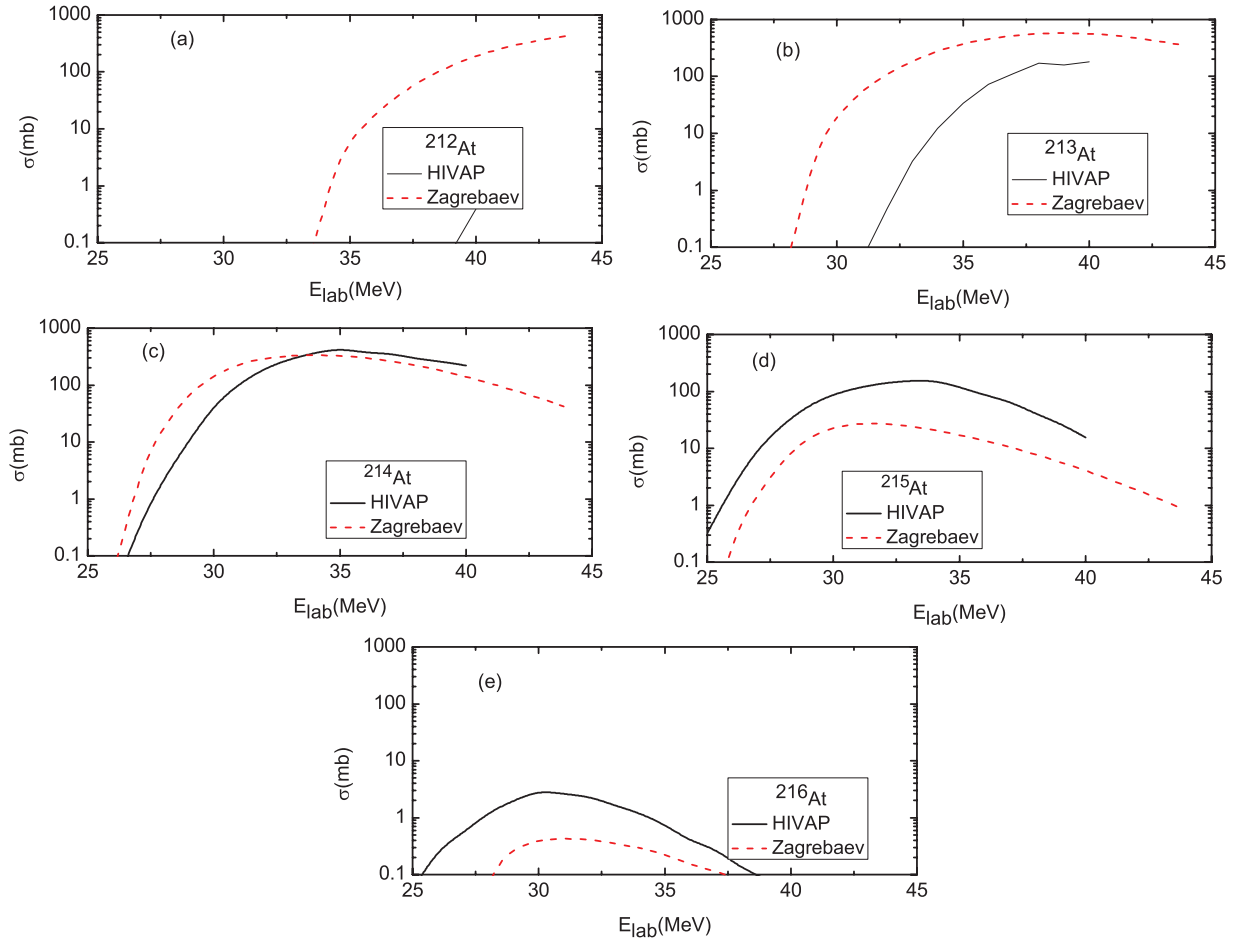 (a)
1000
100
10
1
0.1
σ(mb)
212At
HIVAP
Zagrebaev
25 30 35 40 45
Elab(MeV)
(b)
1000
100
10
1
0.1
σ(mb)
213At
HIVAP
Zagrebaev
25 30 35 40 45
Elab(MeV)
(c)
1000
100
10
1
0.1
σ(mb)
214At
HIVAP
Zagrebaev
25 30 35 40 45
Elab(MeV)
(d)
1000
100
10
1
0.1
σ(mb)
215At
HIVAP
Zagrebaev
25 30 35 40 45
Elab(MeV)
(e)
1000
100
10
1
0.1
σ(mb)
216At
HIVAP
Zagrebaev
25 30 35 40 45
Elab(MeV)